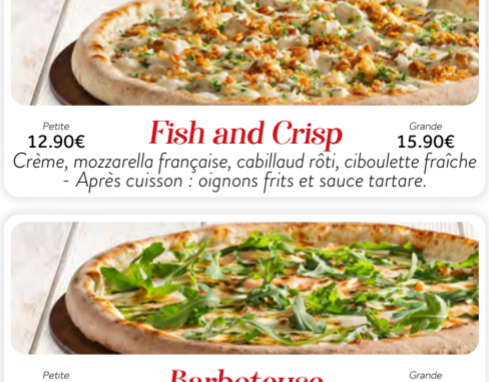 Petite Grande
12.90€ Fish and Crisp 15.90€
Crème, mozzarella française, cabillaud rôti, ciboulette fraîche
- Après cuisson : oignons frits et sauce tartare.
Petite Barboteuse Grande